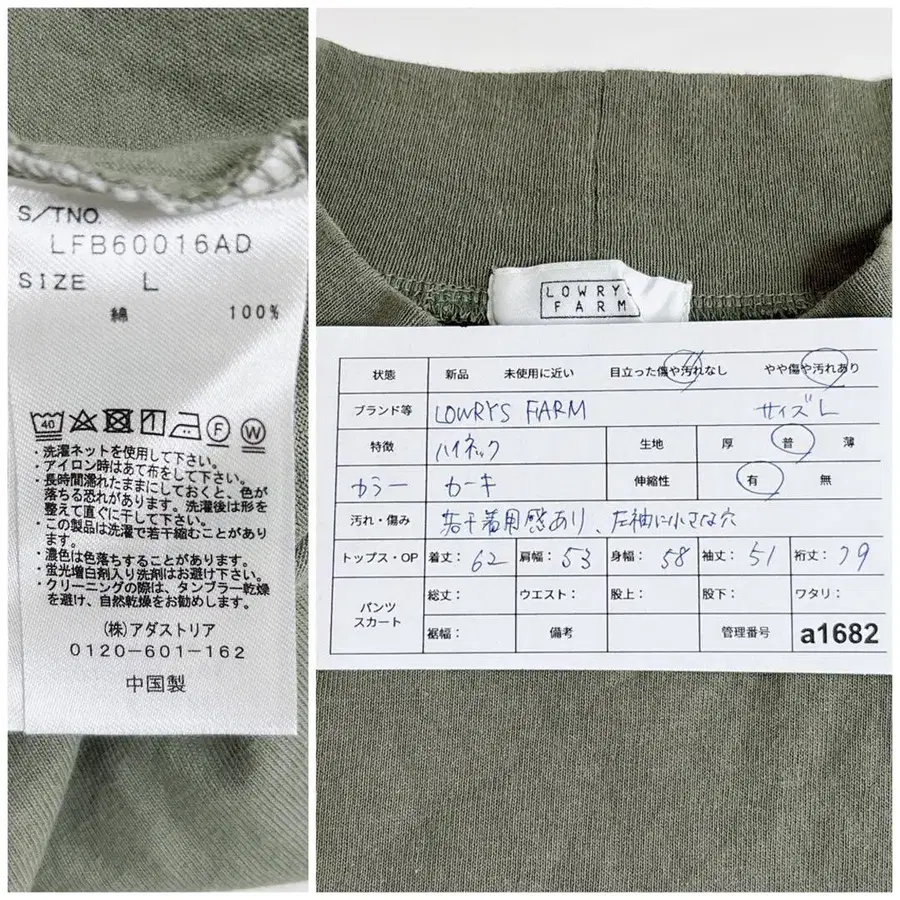 S/TNO.
LFB60016AD
SIZE L
綿 100%
40 F W
・洗濯ネットを使用して下さい。
・アイロン時はあて布をして下さい。
・長時間濡れたままにしておくと、色が
落ちる恐れがあります。洗濯後は形を
整えて直ぐに干して下さい。
・この製品は洗濯で若干縮むことがあり
ます。
・濃色は色落ちすることがあります。
・蛍光増白剤入り洗剤はお避け下さい。
・クリーニングの際は、タンブラー乾燥
を避け、自然乾燥をお勧めします。
(株)アダストリア
0120-601-162
中国製
LOWRYS
FARM
状態 新品 未使用に近い 目立った傷や汚れなし やや傷や汚れあり
ブランド等 LOWRYS FARM サイズL
特徴 ハイネック 生地 厚 普 薄
カラー カーキ 伸縮性 有 無
汚れ・傷み 若干着用感あり、左袖に小さな穴
トップス・OP 着丈：62 肩幅：53 身幅：58 袖丈：51 裄丈：79
パンツ
スカート
総丈： ウエスト： 股上： 股下： ワタリ：
裾幅： 備考 管理番号 a1682